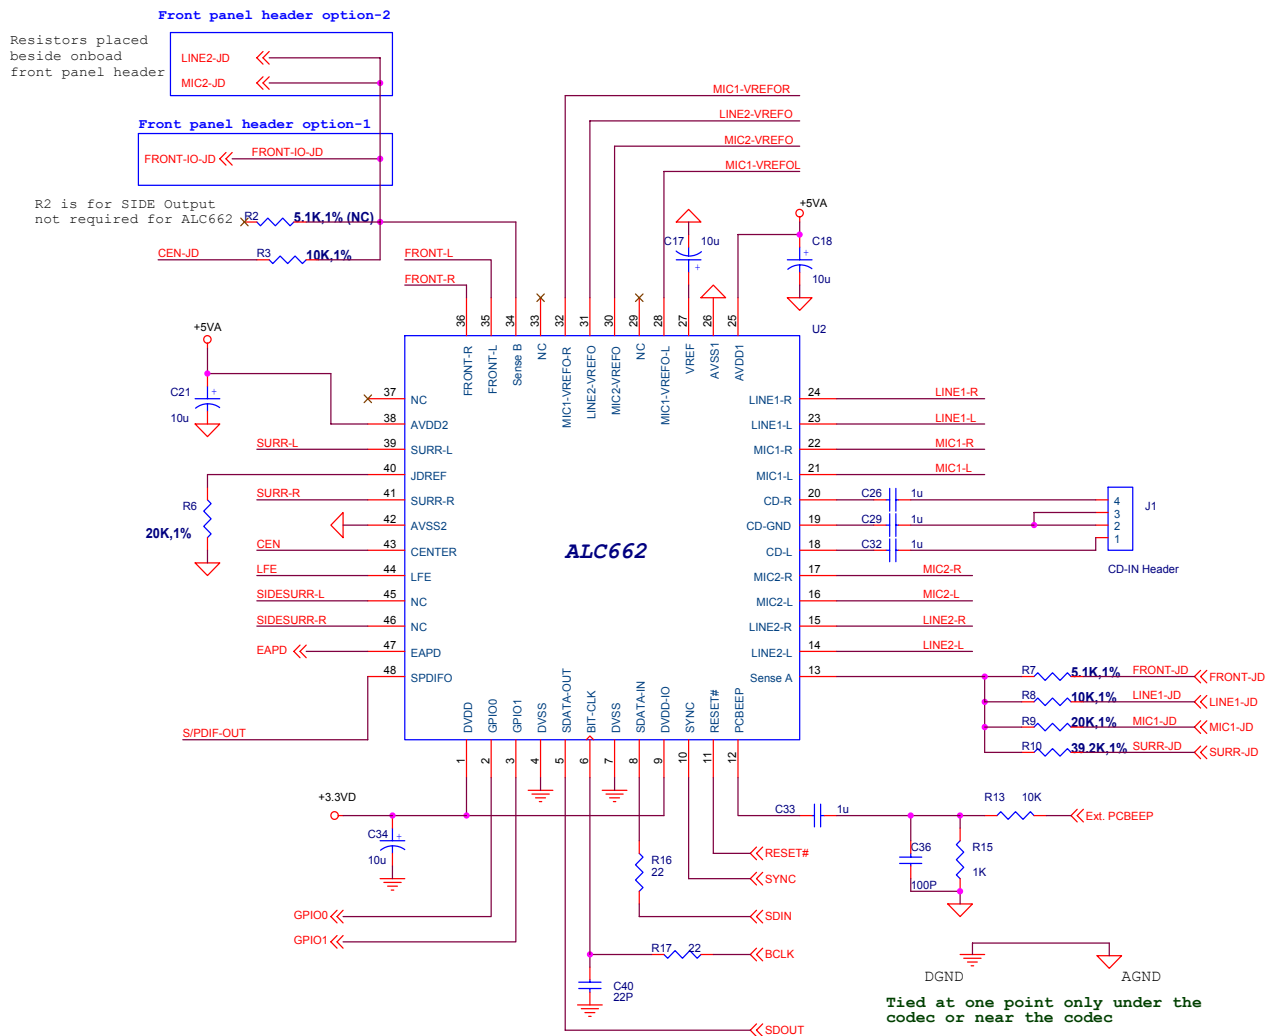 Front panel header option-2
Resistors placed
beside onboad
front panel header
LINE2-JD
MIC2-JD
Front panel header option-1
FRONT-IO-JD
FRONT-IO-JD
R2 is for SIDE Output
not required for ALC662
R2
5.1K,1% (NC)
CEN-JD
R3
10K,1%
MIC1-VREFOR
LINE2-VREFO
MIC2-VREFO
MIC1-VREFOL
FRONT-L
FRONT-R
C17
10u
+5VA
C18
10u
U2
36
35
34
33
32
31
30
29
28
27
26
25
FRONT-R
FRONT-L
Sense B
NC
MIC1-VREFO-R
LINE2-VREFO
MIC2-VREFO
NC
MIC1-VREFO-L
VREF
AVSS1
AVDD1
+5VA
C21
10u
37
NC
38
AVDD2
SURR-L
39
SURR-L
40
JDREF
R6
20K,1%
SURR-R
41
SURR-R
42
AVSS2
CEN
43
CENTER
LFE
44
LFE
SIDESURR-L
45
NC
SIDESURR-R
46
NC
EAPD
47
EAPD
48
SPDIFO
S/PDIF-OUT
ALC662
LINE1-R
24
LINE1-R
LINE1-L
23
LINE1-L
MIC1-R
22
MIC1-R
MIC1-L
21
MIC1-L
CD-R
20
C26
1u
CD-GND
19
C29
1u
CD-L
18
C32
1u
4
3
2
1
J1
CD-IN Header
MIC2-R
17
MIC2-R
MIC2-L
16
MIC2-L
LINE2-R
15
LINE2-R
LINE2-L
14
LINE2-L
Sense A
13
R7
5.1K,1%
FRONT-JD
FRONT-JD
R8
10K,1%
LINE1-JD
LINE1-JD
R9
20K,1%
MIC1-JD
MIC1-JD
R10
39.2K,1%
SURR-JD
SURR-JD
DVDD
GPIO0
GPIO1
DVSS
SDATA-OUT
BIT-CLK
DVSS
SDATA-IN
DVDD-IO
SYNC
RESET#
PCBEEP
1
2
3
4
5
6
7
8
9
10
11
12
+3.3VD
C34
10u
C33
1u
R13
10K
Ext. PCBEEP
C36
100P
R15
1K
R16
22
RESET#
SYNC
GPIO0
SDIN
GPIO1
R17
22
BCLK
C40
22P
SDOUT
DGND
AGND
Tied at one point only under the
codec or near the codec